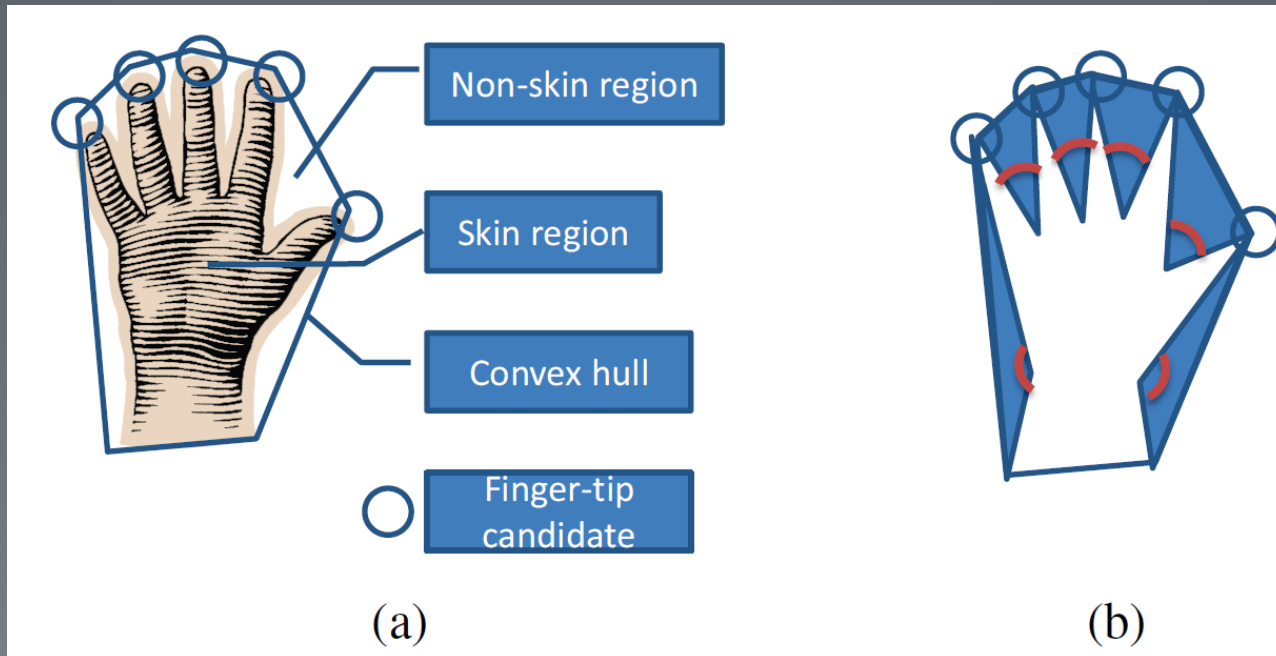 Non-skin region
Skin region
Convex hull
Finger-tip
candidate
(a)
(b)